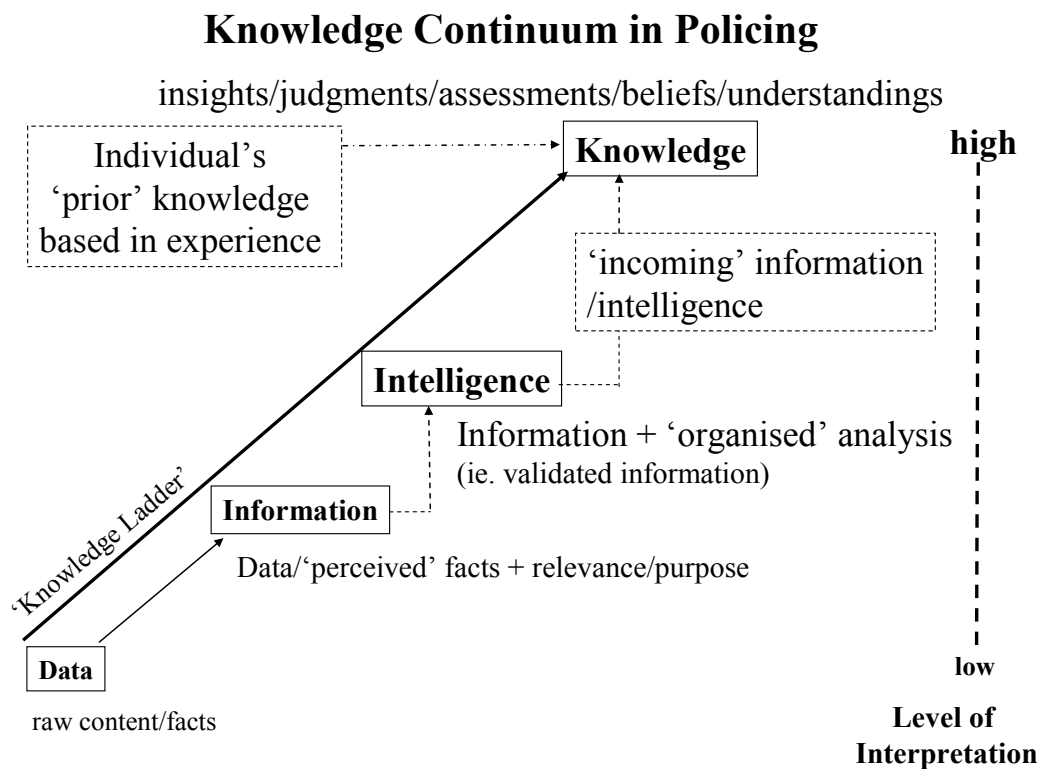 Knowledge Continuum in Policing
insights/judgments/assessments/beliefs/understandings
Individual’s
‘prior’ knowledge
based in experience
Knowledge
high
‘incoming’ information
/intelligence
Intelligence
Information + ‘organised’ analysis
(ie. validated information)
‘Knowledge Ladder’
Information
Data/‘perceived’ facts + relevance/purpose
Data
raw content/facts
low
Level of
Interpretation